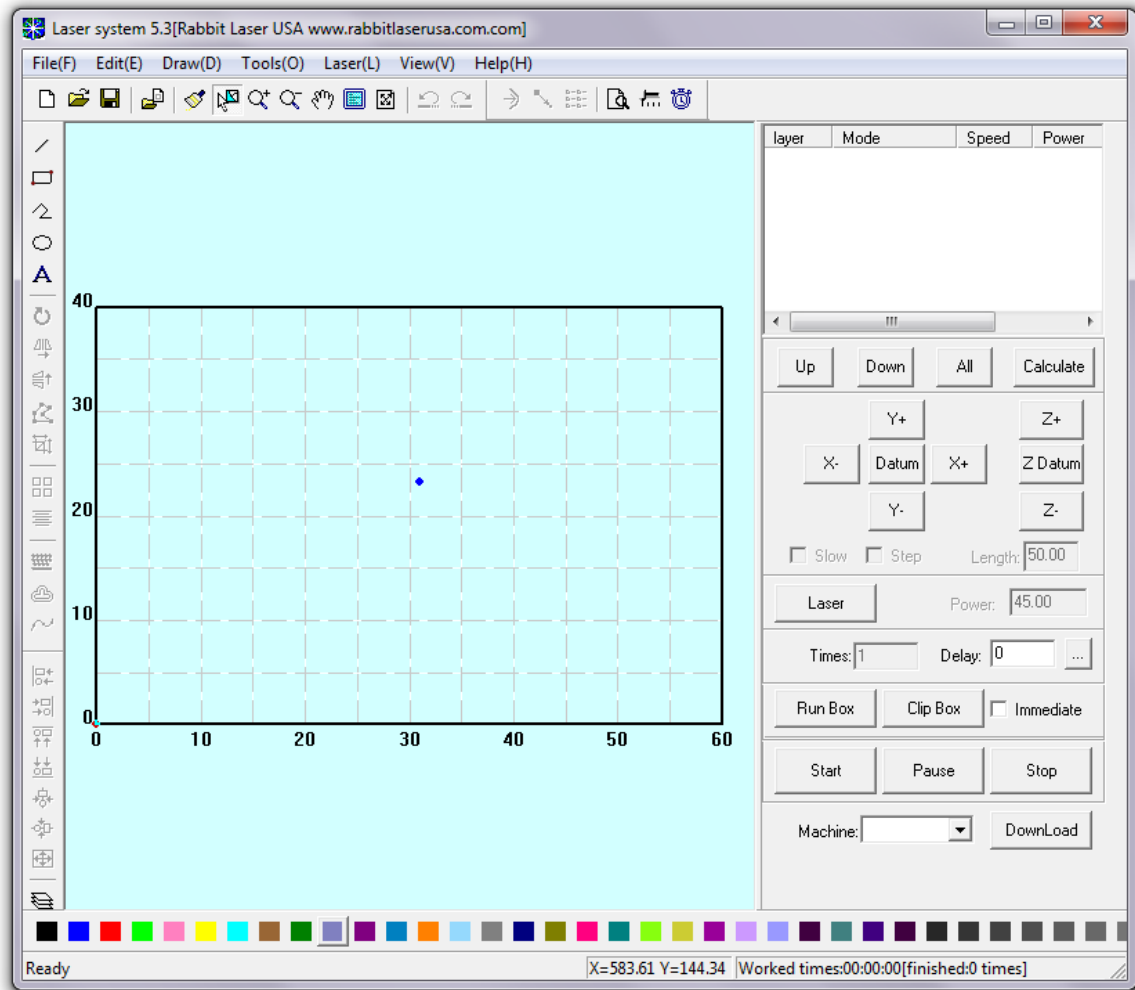 Laser system 5.3[Rabbit Laser USA www.rabbitlaserusa.com.com]
File(F) Edit(E) Draw(D) Tools(O) Laser(L) View(V) Help(H)
layer Mode Speed Power
A
40
30
20
10
0
0 10 20 30 40 50 60
Up Down All Calculate
Y+ Z+
X- Datum X+ Z Datum
Y- Z-
Slow Step Length: 50.00
Laser Power: 45.00
Times: 1 Delay: 0 ...
Run Box Clip Box Immediate
Start Pause Stop
Machine: DownLoad
Ready X=583.61 Y=144.34 Worked times:00:00:00[finished:0 times]